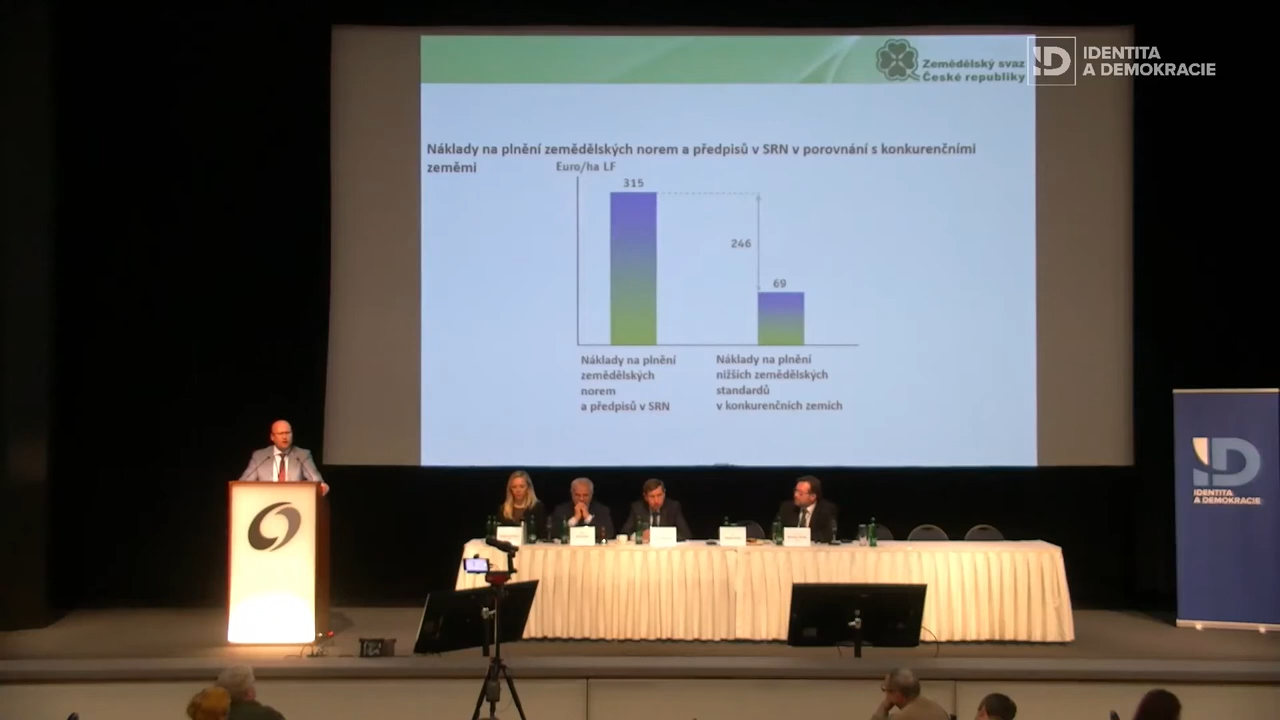 Zemědělský svaz
České republiky
IDENTITA
A DEMOKRACIE
Náklady na plnění zemědělských norem a předpisů v SRN v porovnání s konkurenčními
zeměmi
Euro/ha LF
315
246
69
Náklady na plnění
zemědělských
norem
a předpisů v SRN
Náklady na plnění
nižších zemědělských
standardů
v konkurenčních zemích
ID
IDENTITA
A DEMOKRACIE